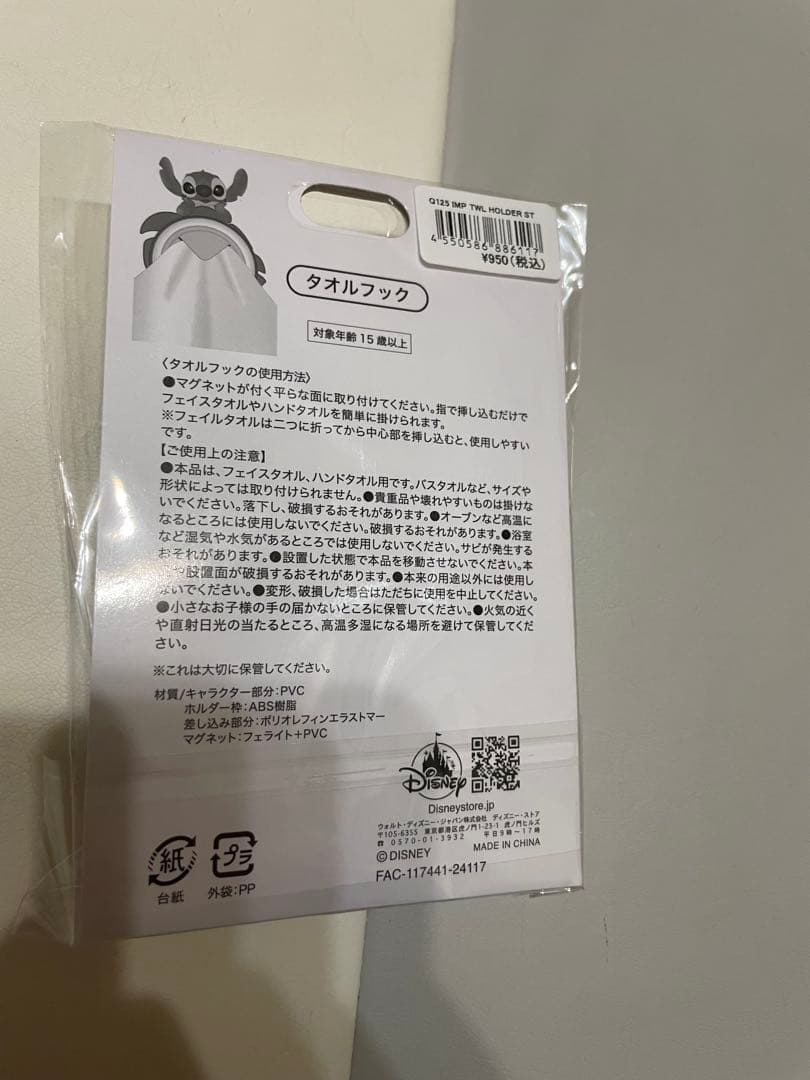 Q125 IMP TWL HOLDER ST
4 550586 886117
¥950(税込)
タオルフック
対象年齢 15歳以上
〈タオルフックの使用方法〉
●マグネットが付く平らな面に取り付けてください。指で挿し込むだけで
フェイスタオルやハンドタオルを簡単に掛けられます。
※フェイルタオルは二つに折ってから中心部を挿し込むと、使用しやすい
です。
【ご使用上の注意】
●本品は、フェイスタオル、ハンドタオル用です。バスタオルなど、サイズや
形状によっては取り付けられません。●貴重品や壊れやすいものは掛けな
いでください。落下し、破損するおそれがあります。●オーブンなど高温に
なるところには使用しないでください。破損するおそれがあります。●浴室
など湿気や水気があるところでは使用しないでください。サビが発生する
おそれがあります。●設置した状態で本品を移動させないでください。本
や設置面が破損するおそれがあります。●本来の用途以外には使用し
ないでください。●変形、破損した場合はただちに使用を中止してください。
●小さなお子様の手の届かないところに保管してください。●火気の近く
や直射日光の当たるところ、高温多湿になる場所を避けて保管してくだ
さい。
※これは大切に保管してください。
材質/キャラクター部分:PVC
ホルダー枠:ABS樹脂
差し込み部分:ポリオレフィンエラストマー
マグネット:フェライト+PVC
Disney
Disneystore.jp
ウォルト・ディズニー・ジャパン株式会社 ディズニーストア
〒105-6355 東京都港区虎ノ門1-23-1 虎ノ門ヒルズ
☎0570-01-3932 平日9時〜17時
©DISNEY MADE IN CHINA
FAC-117441-24117
紙
台紙
プラ
外袋:PP